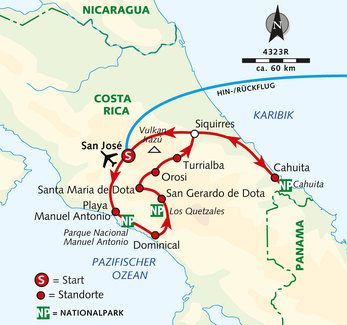 NICARAGUA
N
4323R
ca. 60 km
HIN-/RÜCKFLUG
COSTA
RICA
KARIBIK
Siquirres
Vulkan
Irazú
San José
S
Turrialba
Cahuita
Orosi
NP
Cahuita
Santa Maria de Dota
San Gerardo de Dota
Playa
Manuel Antonio
NP
Los Quetzales
NP
Parque Nacional
Manuel Antonio
Dominical
PANAMA
PAZIFISCHER
OZEAN
S = Start
= Standorte
NP = NATIONALPARK